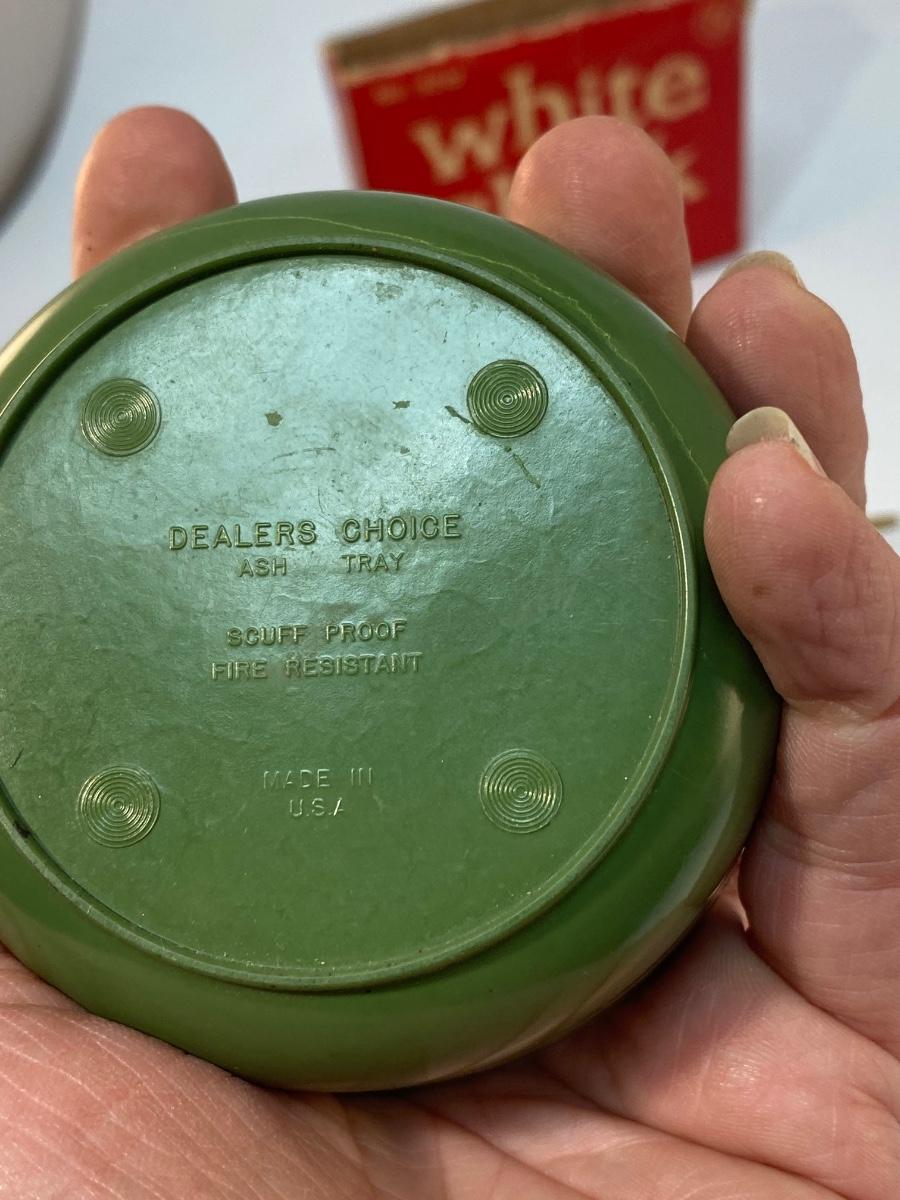 white
DEALERS CHOICE
ASH TRAY
SCUFF PROOF
FIRE RESISTANT
MADE IN
U.S.A